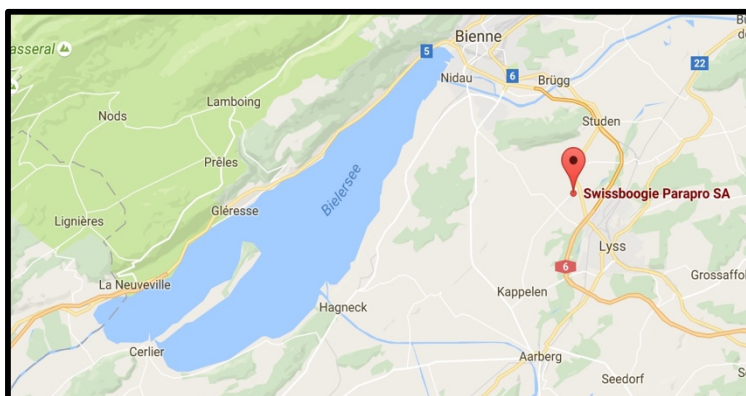 Bienne
5
asseral
22
6
Nidau
Brügg
Lamboing
Nods
Studen
Prêles
Bielersee
Swissboogie Parapro SA
Gléresse
Lignières
Lyss
6
Grossaffol
La Neuveville
Kappelen
Hagneck
Cerlier
Aarberg
Seedorf